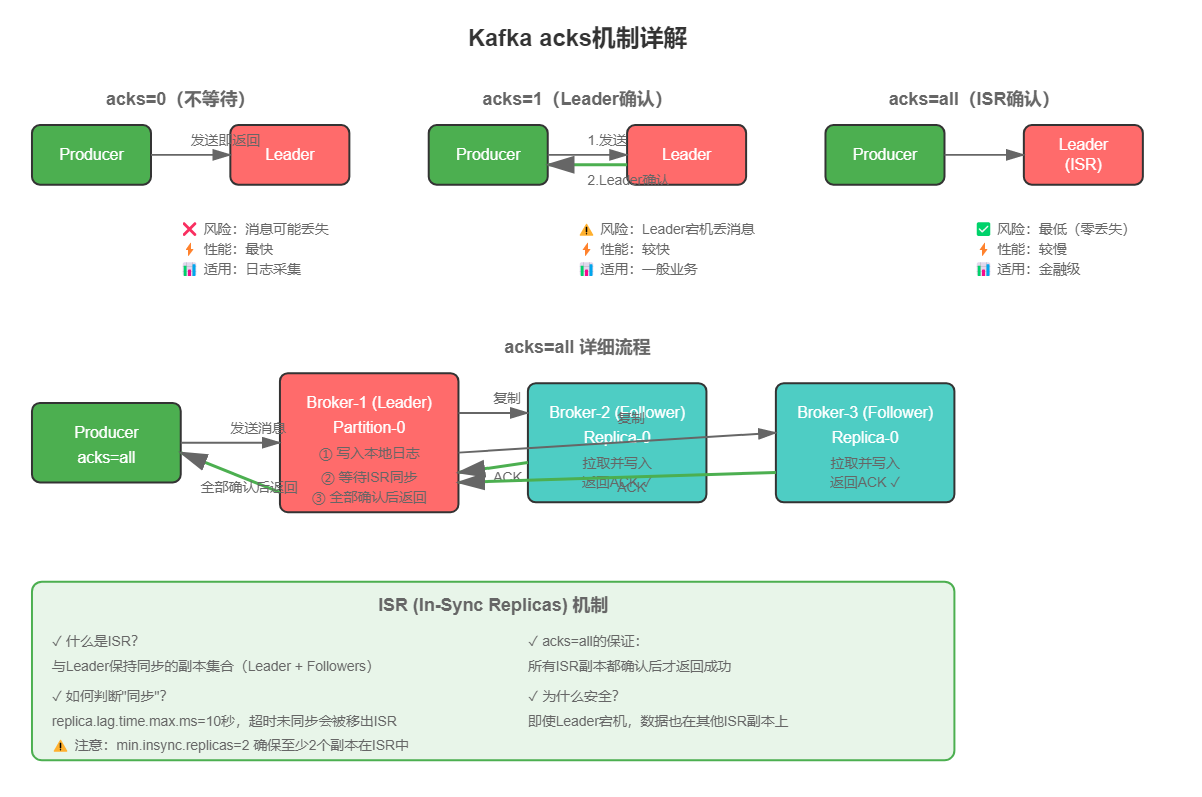 Kafka acks机制详解
acks=0（不等待）
Producer
发送即返回
Leader
❌ 风险：消息可能丢失
⚡ 性能：最快
📊 适用：日志采集
acks=1（Leader确认）
Producer
1.发送
Leader
2.Leader确认
⚠️ 风险：Leader宕机丢消息
⚡ 性能：较快
📊 适用：一般业务
acks=all（ISR确认）
Producer
Leader
(ISR)
✅ 风险：最低（零丢失）
⚡ 性能：较慢
📊 适用：金融级
acks=all 详细流程
Producer
acks=all
发送消息
全部确认后返回
Broker-1 (Leader)
Partition-0
① 写入本地日志
② 等待ISR同步
③ 全部确认后返回
复制
ACK
Broker-2 (Follower)
Replica-0
拉取并写入
返回ACK ✓
复制
ACK
Broker-3 (Follower)
Replica-0
拉取并写入
返回ACK ✓
ISR (In-Sync Replicas) 机制
✓ 什么是ISR？
与Leader保持同步的副本集合（Leader + Followers）
✓ 如何判断"同步"？
replica.lag.time.max.ms=10秒，超时未同步会被移出ISR
⚠️ 注意：min.insync.replicas=2 确保至少2个副本在ISR中
✓ acks=all的保证：
所有ISR副本都确认后才返回成功
✓ 为什么安全？
即使Leader宕机，数据也在其他ISR副本上